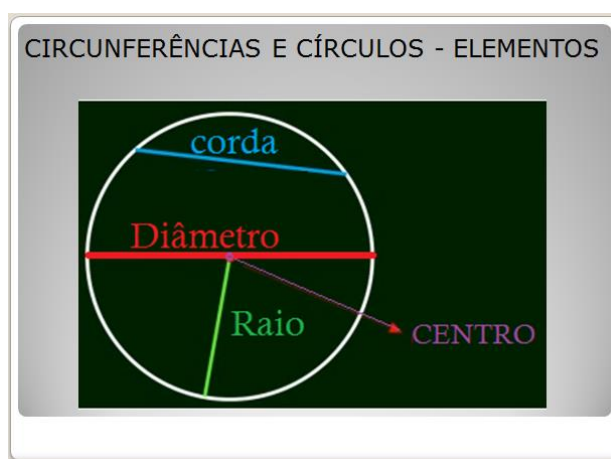 CIRCUNFERÊNCIAS E CÍRCULOS - ELEMENTOS
corda
Diâmetro
Raio
CENTRO